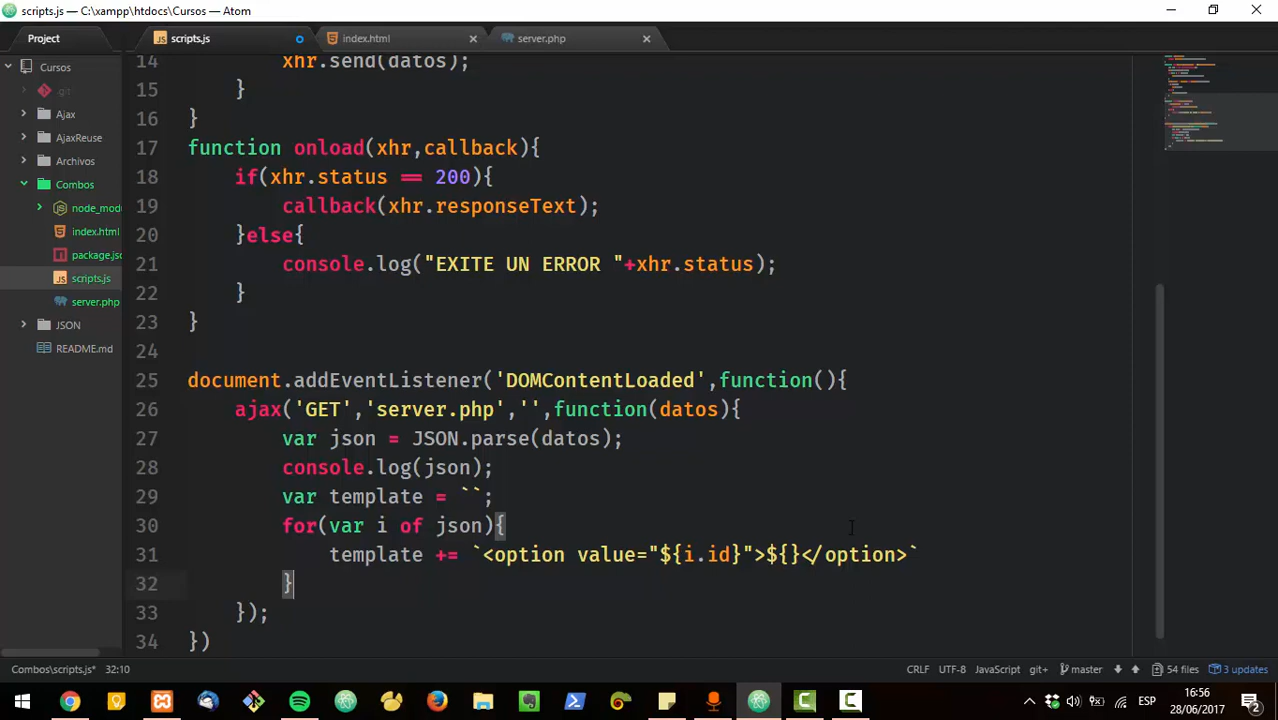 scripts.js — C:\xampp\htdocs\Cursos — Atom
Project
scripts.js
index.html
server.php
Cursos
.git
Ajax
AjaxReuse
Archivos
Combos
node_mod
index.html
package.jso
scripts.js
server.php
JSON
README.md
14 xhr.send(datos);
15 }
16 }
17 function onload(xhr,callback){
18 if(xhr.status == 200){
19 callback(xhr.responseText);
20 }else{
21 console.log("EXITE UN ERROR "+xhr.status);
22 }
23 }
24
25 document.addEventListener('DOMContentLoaded',function(){
26 ajax('GET','server.php','',function(datos){
27 var json = JSON.parse(datos);
28 console.log(json);
29 var template = ``;
30 for(var i of json){
31 template += `<option value="${i.id}">${}</option>`
32 }
33 });
34 })
Combos\scripts.js* 32:10
CRLF UTF-8 JavaScript git+ master 54 files 3 updates
ESP
16:56
28/06/2017
2